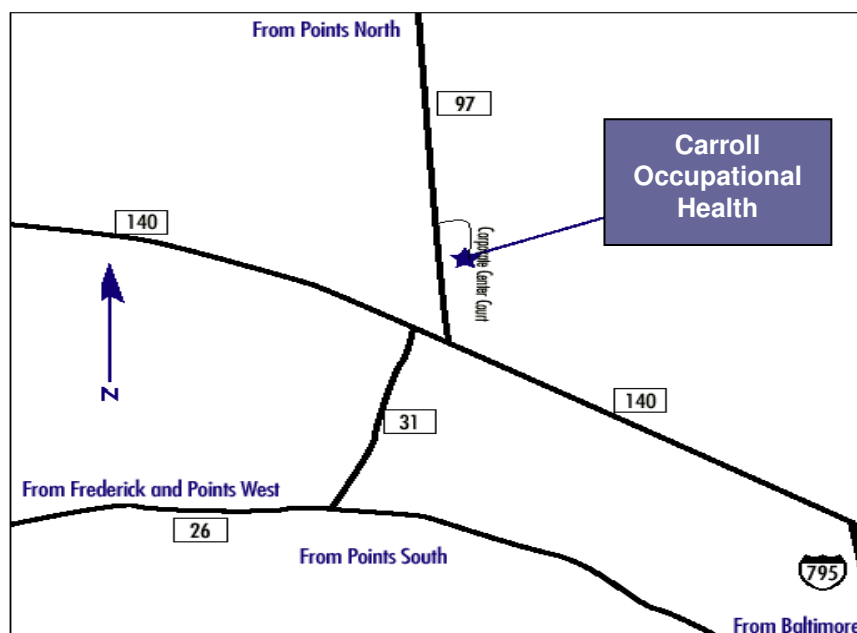 From Points North
97
Carroll
Occupational
Health
140
Corporate Center Court
N
140
31
From Frederick and Points West
26
From Points South
795
From Baltimore